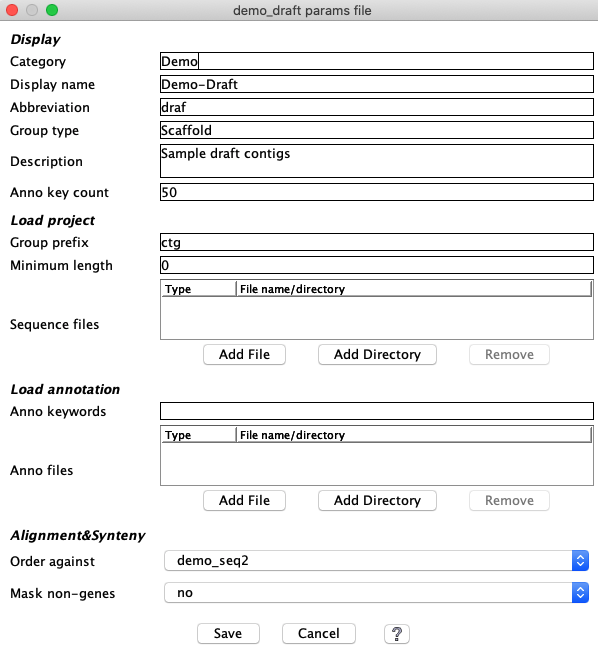 demo_draft params file
Display
Category Demo
Display name Demo-Draft
Abbreviation draf
Group type Scaffold
Description Sample draft contigs
Anno key count 50
Load project
Group prefix ctg
Minimum length 0
Type File name/directory
Sequence files
Add File Add Directory Remove
Load annotation
Anno keywords
Type File name/directory
Anno files
Add File Add Directory Remove
Alignment&Synteny
Order against demo_seq2
Mask non-genes no
Save Cancel ?